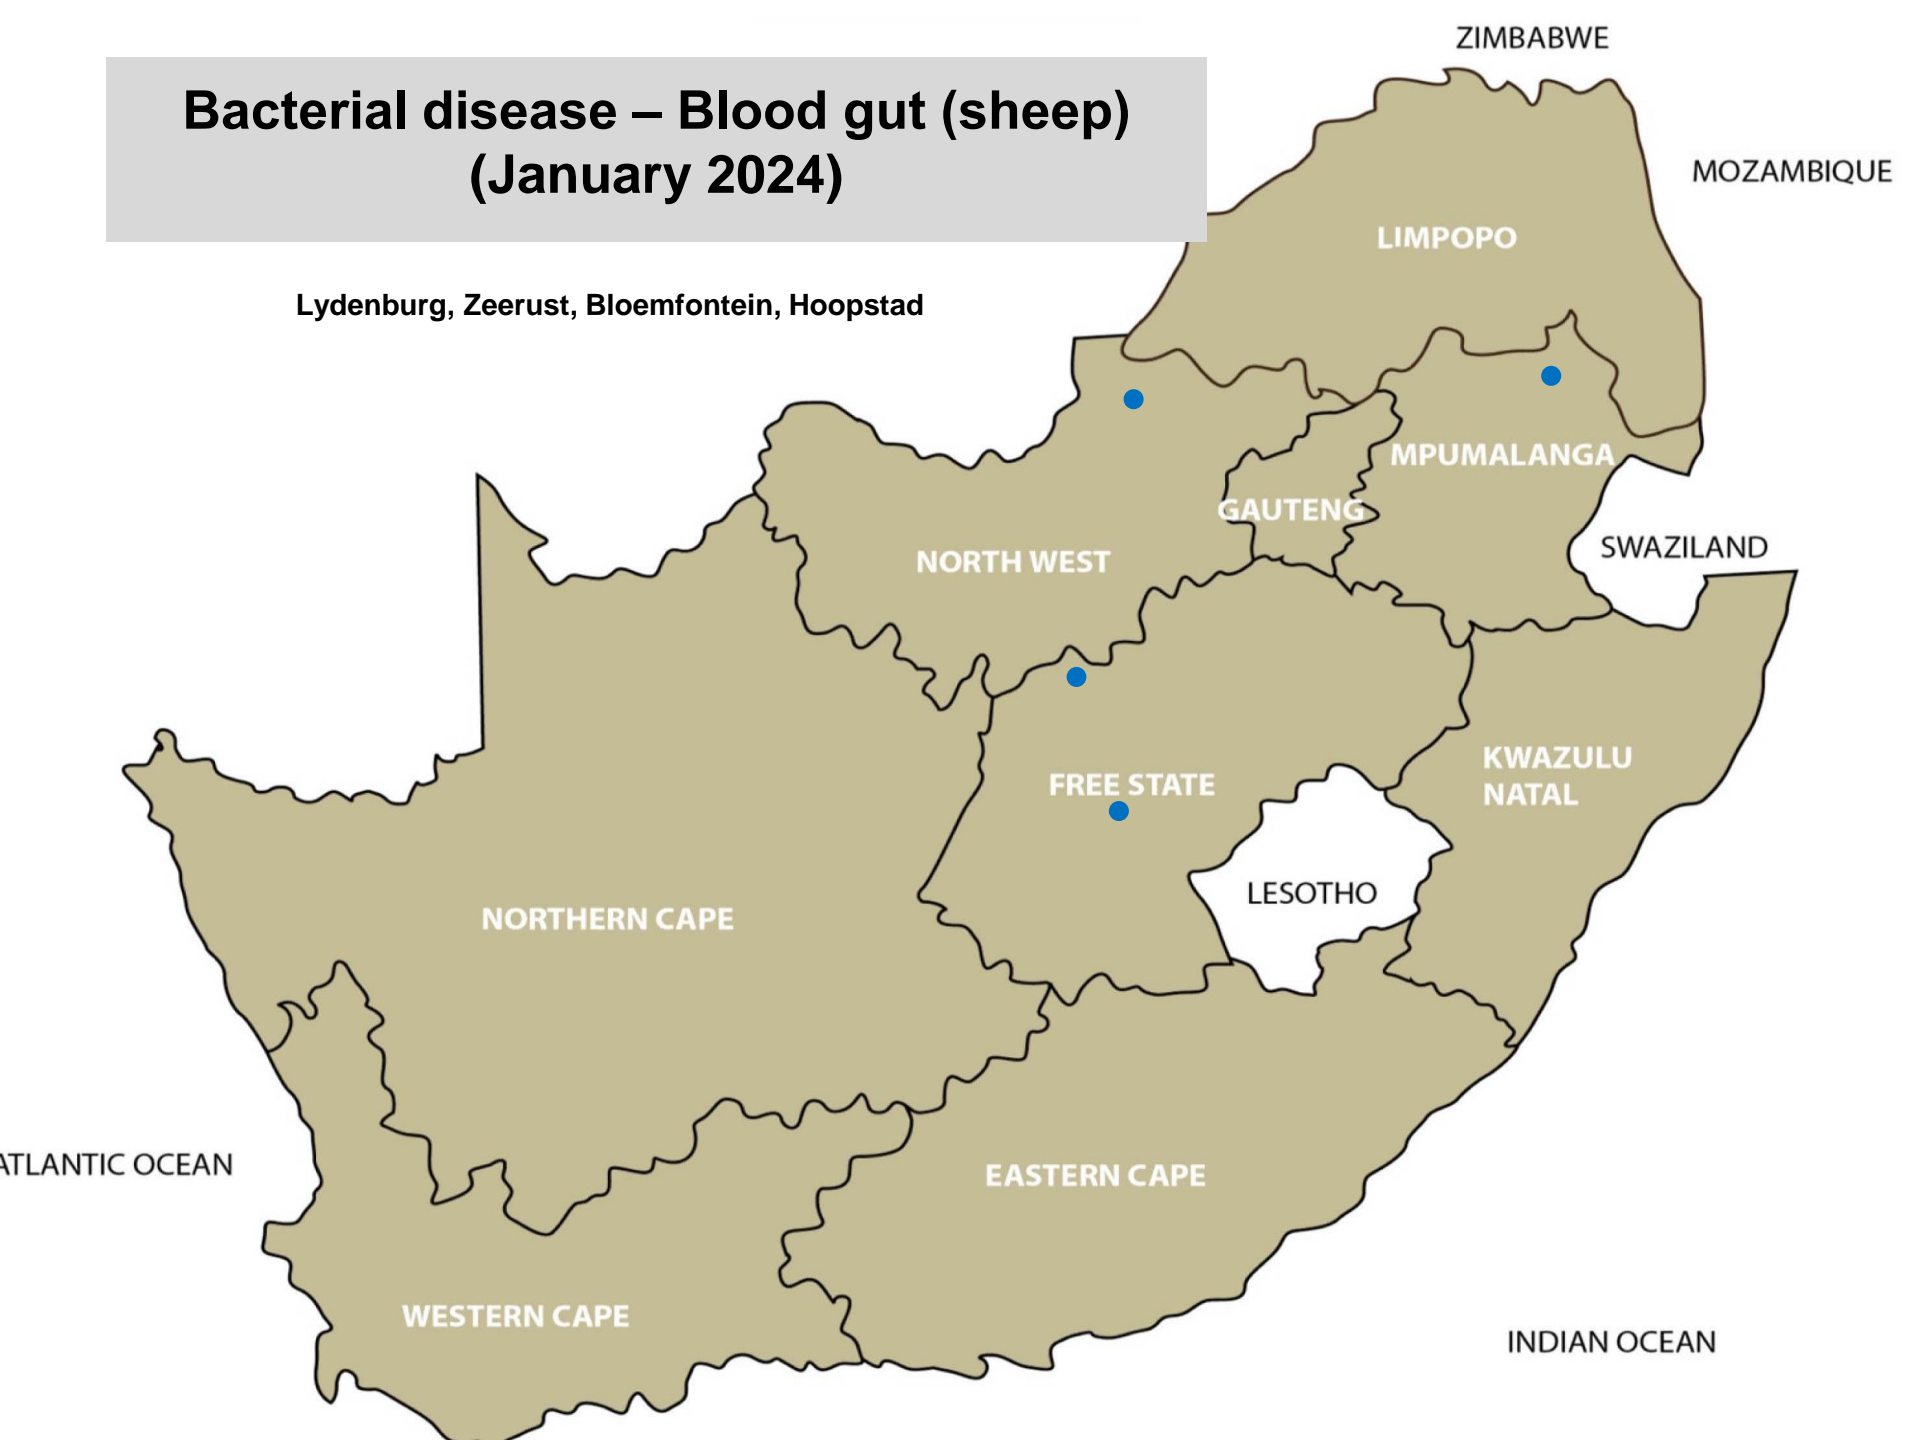 ZIMBABWE
Bacterial disease – Blood gut (sheep)
(January 2024)
MOZAMBIQUE
LIMPOPO
Lydenburg, Zeerust, Bloemfontein, Hoopstad
MPUMALANGA
GAUTENG
SWAZILAND
NORTH WEST
KWAZULU
NATAL
FREE STATE
LESOTHO
NORTHERN CAPE
ATLANTIC OCEAN
EASTERN CAPE
WESTERN CAPE
INDIAN OCEAN